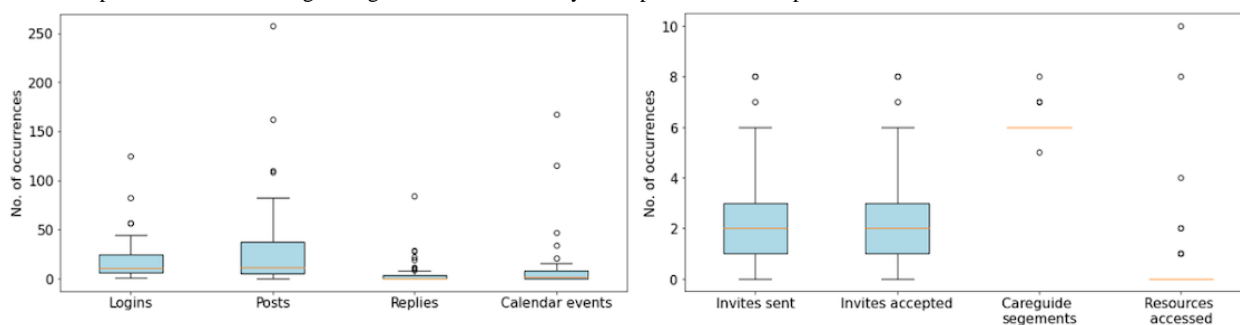 250
200
150
100
50
0
No. of occurrences
Logins
Posts
Replies
Calendar events
10
8
6
4
2
0
No. of occurrences
Invites sent
Invites accepted
Careguide
segements
Resources
accessed